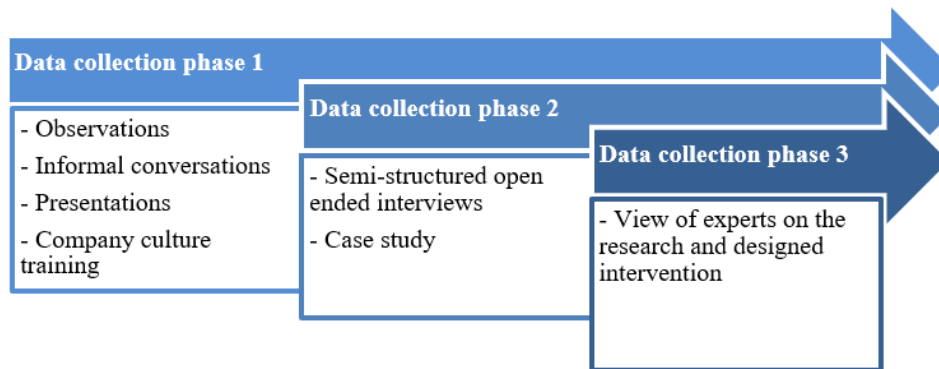 Data collection phase 1
- Observations
- Informal conversations
- Presentations
- Company culture
training
Data collection phase 2
- Semi-structured open
ended interviews
- Case study
Data collection phase 3
- View of experts on the
research and designed
intervention